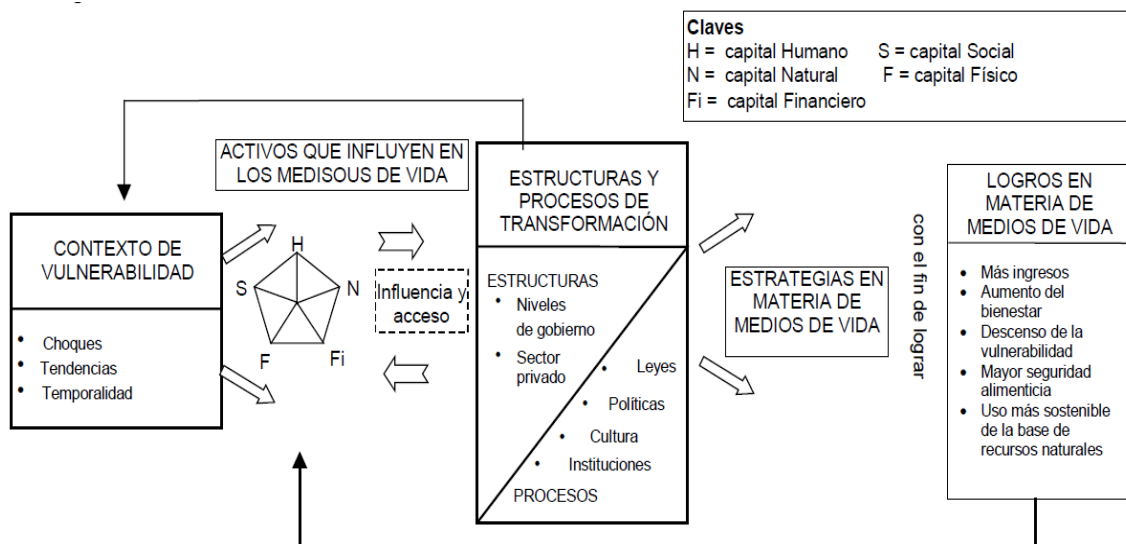 Claves
H = capital Humano S = capital Social
N = capital Natural F = capital Físico
Fi = capital Financiero
ACTIVOS QUE INFLUYEN EN
LOS MEDISOUS DE VIDA
CONTEXTO DE
VULNERABILIDAD
• Choques
• Tendencias
• Temporalidad
H
S
N
F
Fi
Influencia y
acceso
ESTRUCTURAS Y
PROCESOS DE
TRANSFORMACIÓN
ESTRUCTURAS
• Niveles
de gobierno
• Sector
privado
• Leyes
• Políticas
• Cultura
• Instituciones
PROCESOS
ESTRATEGIAS EN
MATERIA DE
MEDIOS DE VIDA
con el fin de lograr
LOGROS EN
MATERIA DE
MEDIOS DE VIDA
• Más ingresos
• Aumento del
bienestar
• Descenso de la
vulnerabilidad
• Mayor seguridad
alimenticia
• Uso más sostenible
de la base de
recursos naturales